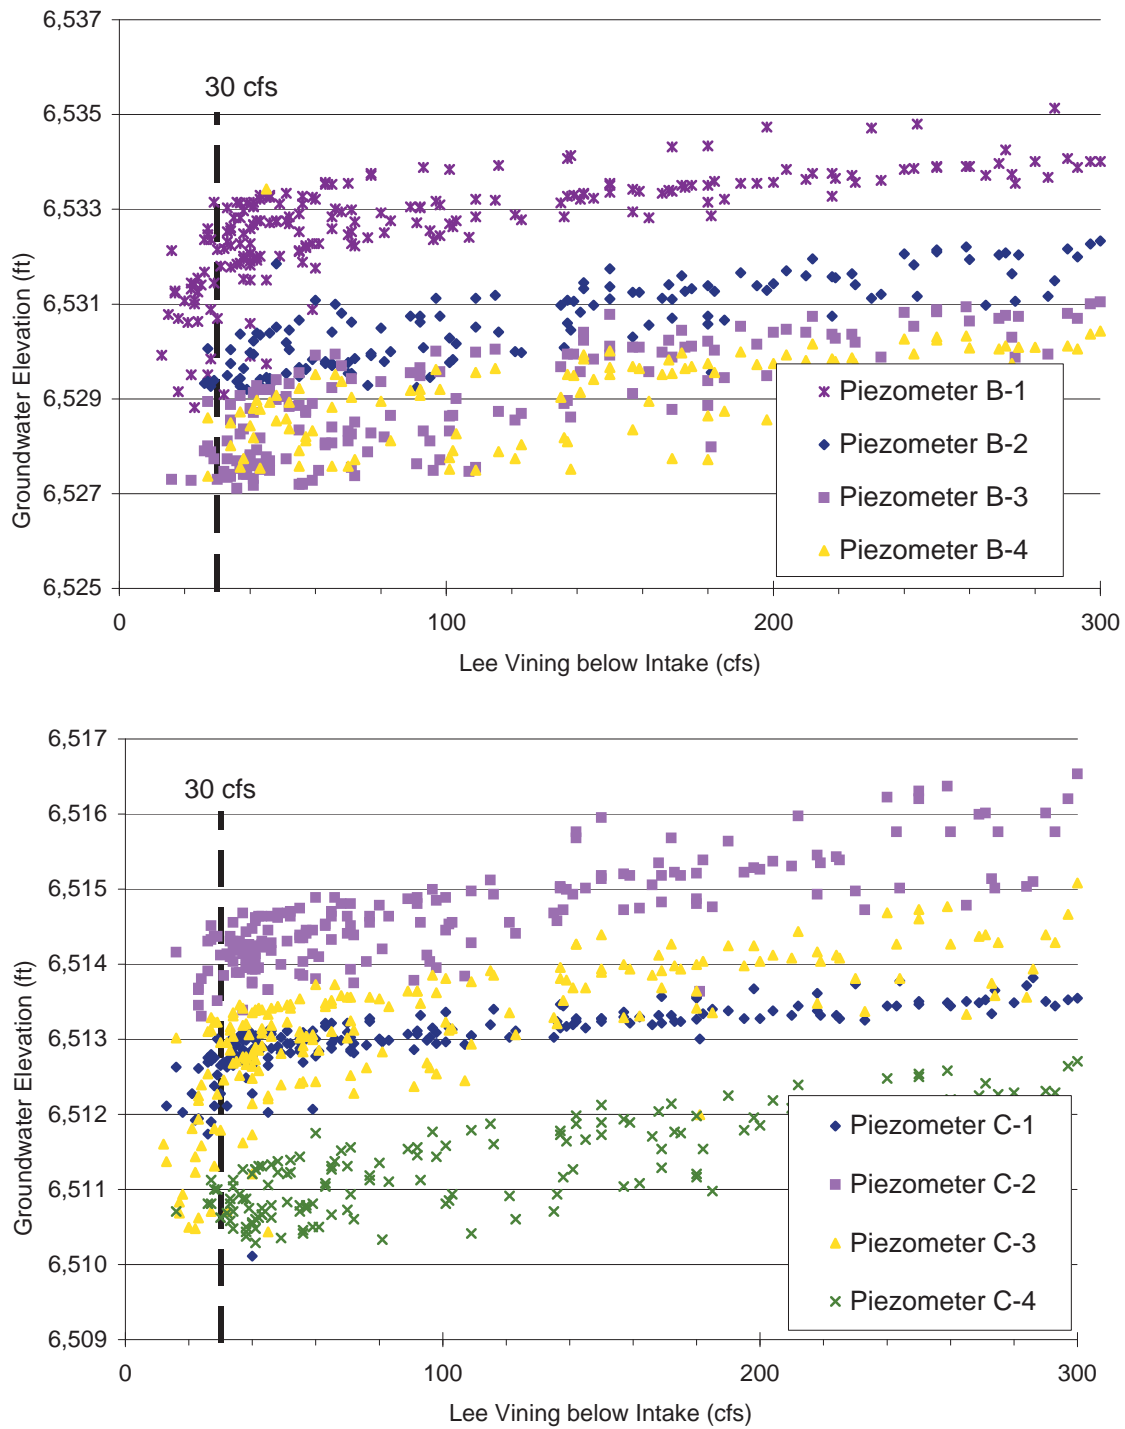 6,537
30 cfs
6,535
6,533
6,531
6,529
6,527
6,525
Groundwater Elevation (ft)
Piezometer B-1
Piezometer B-2
Piezometer B-3
Piezometer B-4
0
100
200
300
Lee Vining below Intake (cfs)
6,517
30 cfs
6,516
6,515
6,514
6,513
6,512
6,511
6,510
6,509
Groundwater Elevation (ft)
Piezometer C-1
Piezometer C-2
Piezometer C-3
Piezometer C-4
0
100
200
300
Lee Vining below Intake (cfs)